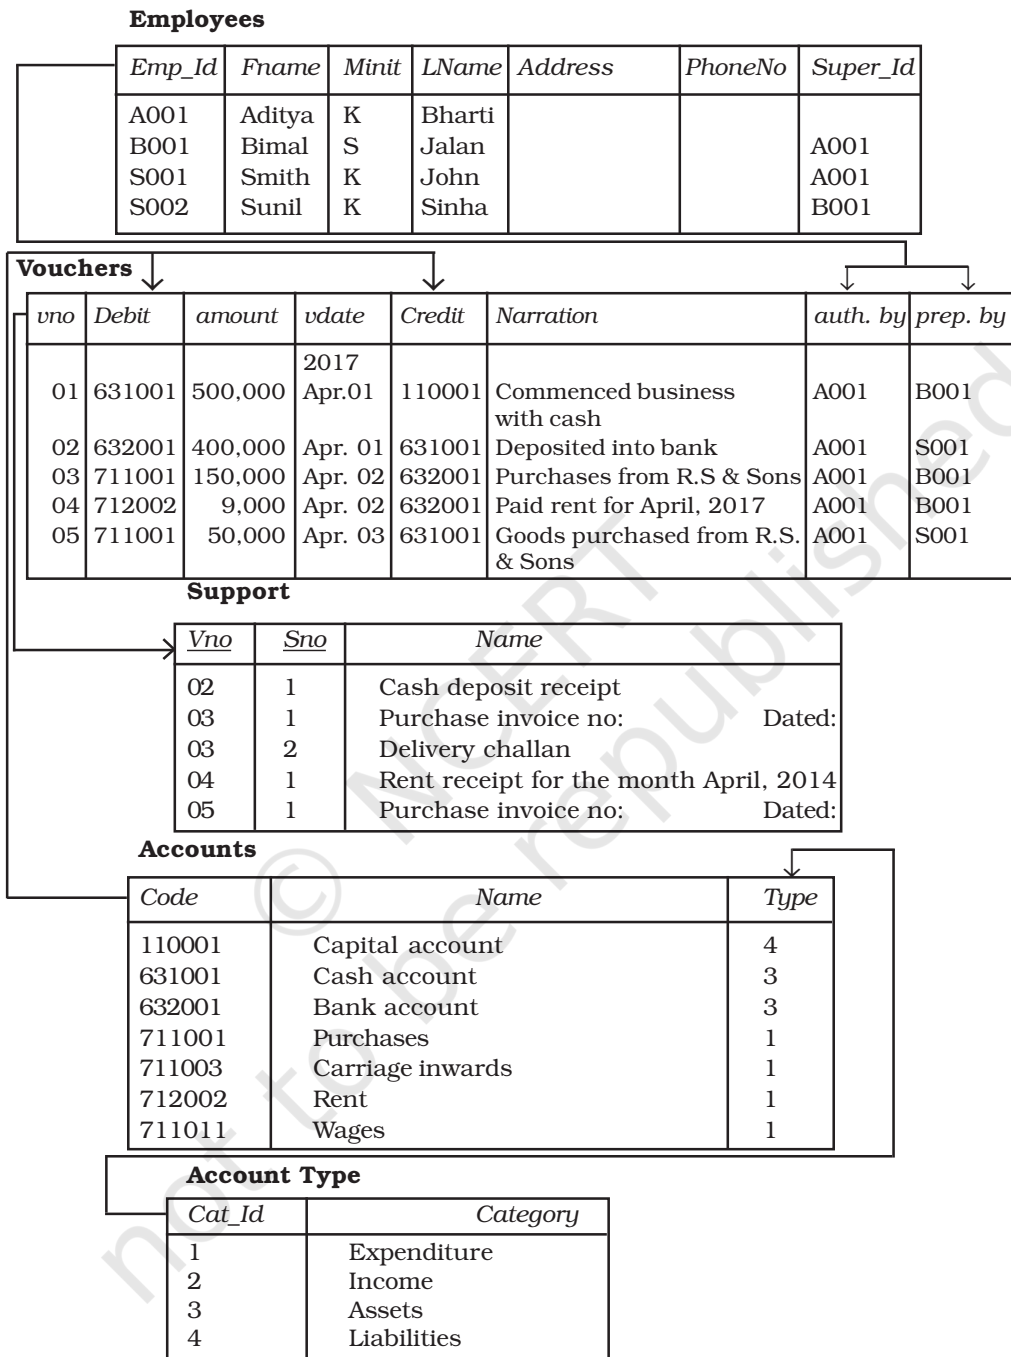 Employees
Emp_Id Fname Minit LName Address PhoneNo Super_Id
A001 Aditya K Bharti
B001 Bimal S Jalan A001
S001 Smith K John A001
S002 Sunil K Sinha B001
Vouchers
vno Debit amount vdate Credit Narration auth. by prep. by
2017
01 631001 500,000 Apr.01 110001 Commenced business A001 B001
with cash
02 632001 400,000 Apr. 01 631001 Deposited into bank A001 S001
03 711001 150,000 Apr. 02 632001 Purchases from R.S & Sons A001 B001
04 712002 9,000 Apr. 02 632001 Paid rent for April, 2017 A001 B001
05 711001 50,000 Apr. 03 631001 Goods purchased from R.S. A001 S001
& Sons
Support
Vno Sno Name
02 1 Cash deposit receipt
03 1 Purchase invoice no: Dated:
03 2 Delivery challan
04 1 Rent receipt for the month April, 2014
05 1 Purchase invoice no: Dated:
Accounts
Code Name Type
110001 Capital account 4
631001 Cash account 3
632001 Bank account 3
711001 Purchases 1
711003 Carriage inwards 1
712002 Rent 1
711011 Wages 1
Account Type
Cat_Id Category
1 Expenditure
2 Income
3 Assets
4 Liabilities
© NCERT
not to be republished